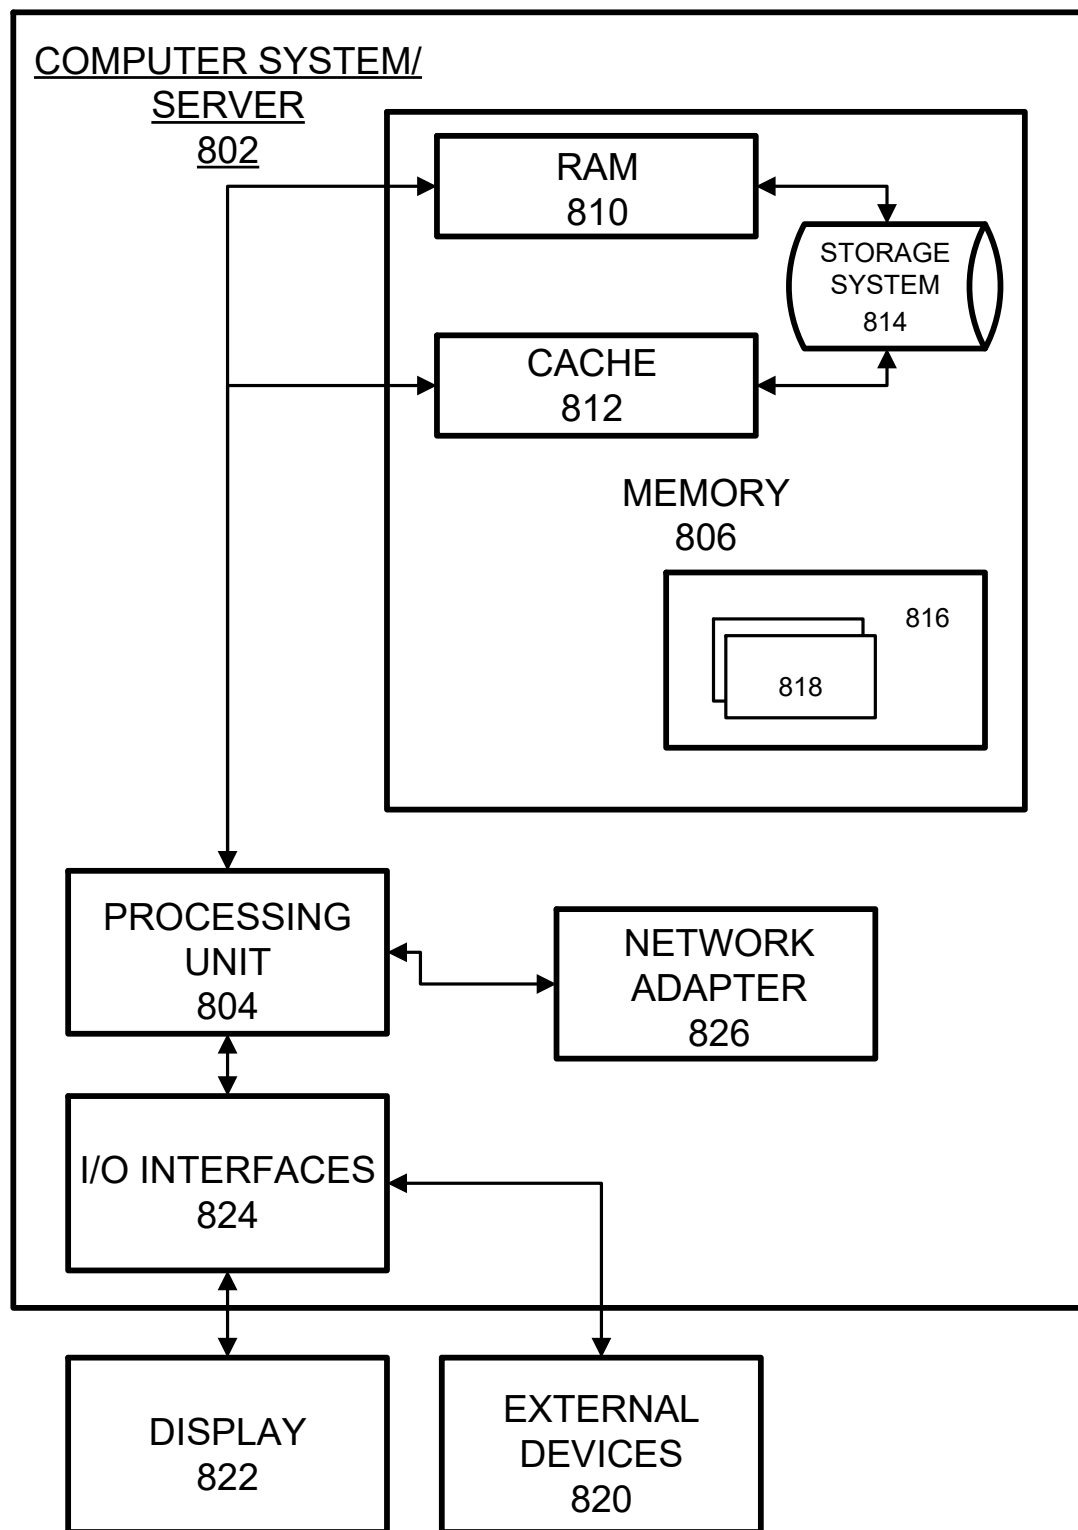 COMPUTER SYSTEM/
SERVER
802
RAM
810
STORAGE
SYSTEM
814
CACHE
812
MEMORY
806
816
818
PROCESSING
UNIT
804
NETWORK
ADAPTER
826
I/O INTERFACES
824
DISPLAY
822
EXTERNAL
DEVICES
820